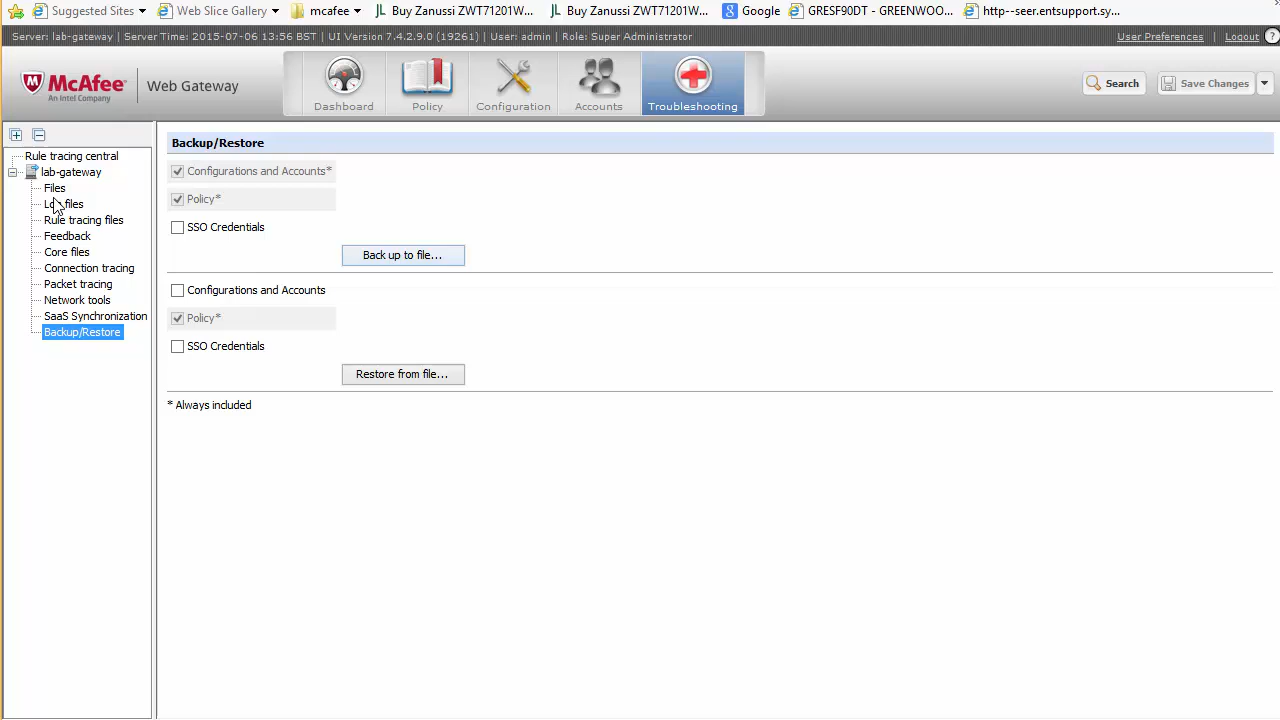 Suggested Sites Web Slice Gallery mcafee Buy Zanussi ZWT71201W... Buy Zanussi ZWT71201W... Google GRESF90DT - GREENWOO... http--seer.entsupport.sy...
Server: lab-gateway | Server Time: 2015-07-06 13:56 BST | UI Version 7.4.2.9.0 (19261) | User: admin | Role: Super Administrator User Preferences | Logout ?
McAfee
An Intel Company
Web Gateway
Dashboard Policy Configuration Accounts Troubleshooting
Search Save Changes
Rule tracing central
lab-gateway
Files
Log files
Rule tracing files
Feedback
Core files
Connection tracing
Packet tracing
Network tools
SaaS Synchronization
Backup/Restore
Backup/Restore
Configurations and Accounts*
Policy*
SSO Credentials
Back up to file...
Configurations and Accounts
Policy*
SSO Credentials
Restore from file...
* Always included